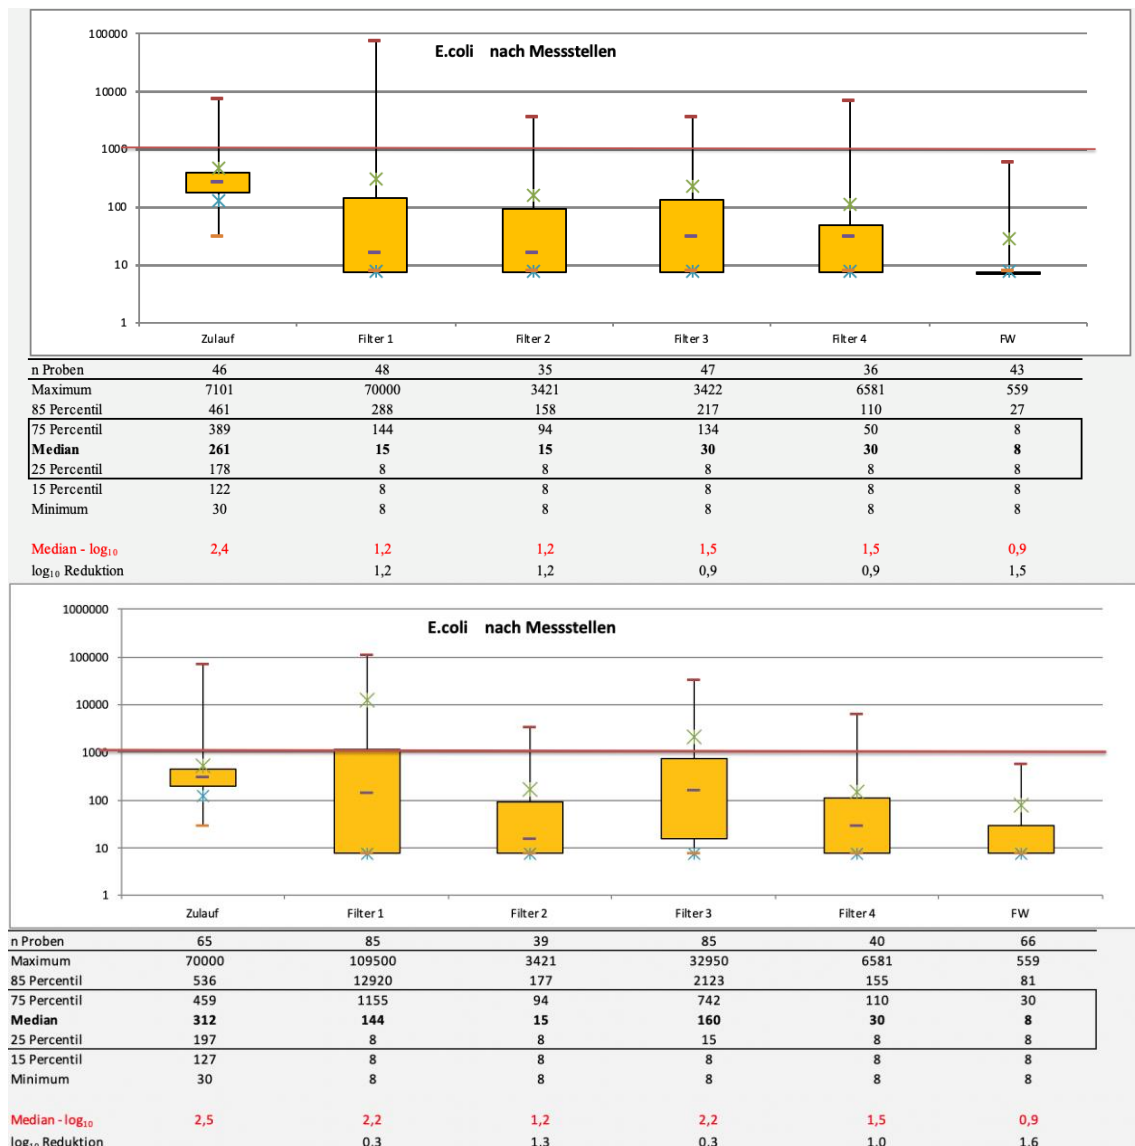 E.coli nach Messstellen
100000
10000
1000
100
10
1
Zulauf Filter 1 Filter 2 Filter 3 Filter 4 FW
n Proben 46 48 35 47 36 43
Maximum 7101 70000 3421 3422 6581 559
85 Percentil 461 288 158 217 110 27
75 Percentil 389 144 94 134 50 8
Median 261 15 15 30 30 8
25 Percentil 178 8 8 8 8 8
15 Percentil 122 8 8 8 8 8
Minimum 30 8 8 8 8 8
Median - log₁₀ 2,4 1,2 1,2 1,5 1,5 0,9
log₁₀ Reduktion 1,2 1,2 0,9 0,9 1,5
E.coli nach Messstellen
1000000
100000
10000
1000
100
10
1
Zulauf Filter 1 Filter 2 Filter 3 Filter 4 FW
n Proben 65 85 39 85 40 66
Maximum 70000 109500 3421 32950 6581 559
85 Percentil 536 12920 177 2123 155 81
75 Percentil 459 1155 94 742 110 30
Median 312 144 15 160 30 8
25 Percentil 197 8 8 15 8 8
15 Percentil 127 8 8 8 8 8
Minimum 30 8 8 8 8 8
Median - log₁₀ 2,5 2,2 1,2 2,2 1,5 0,9
log₁₀ Reduktion 0,3 1,3 0,3 1,0 1,6